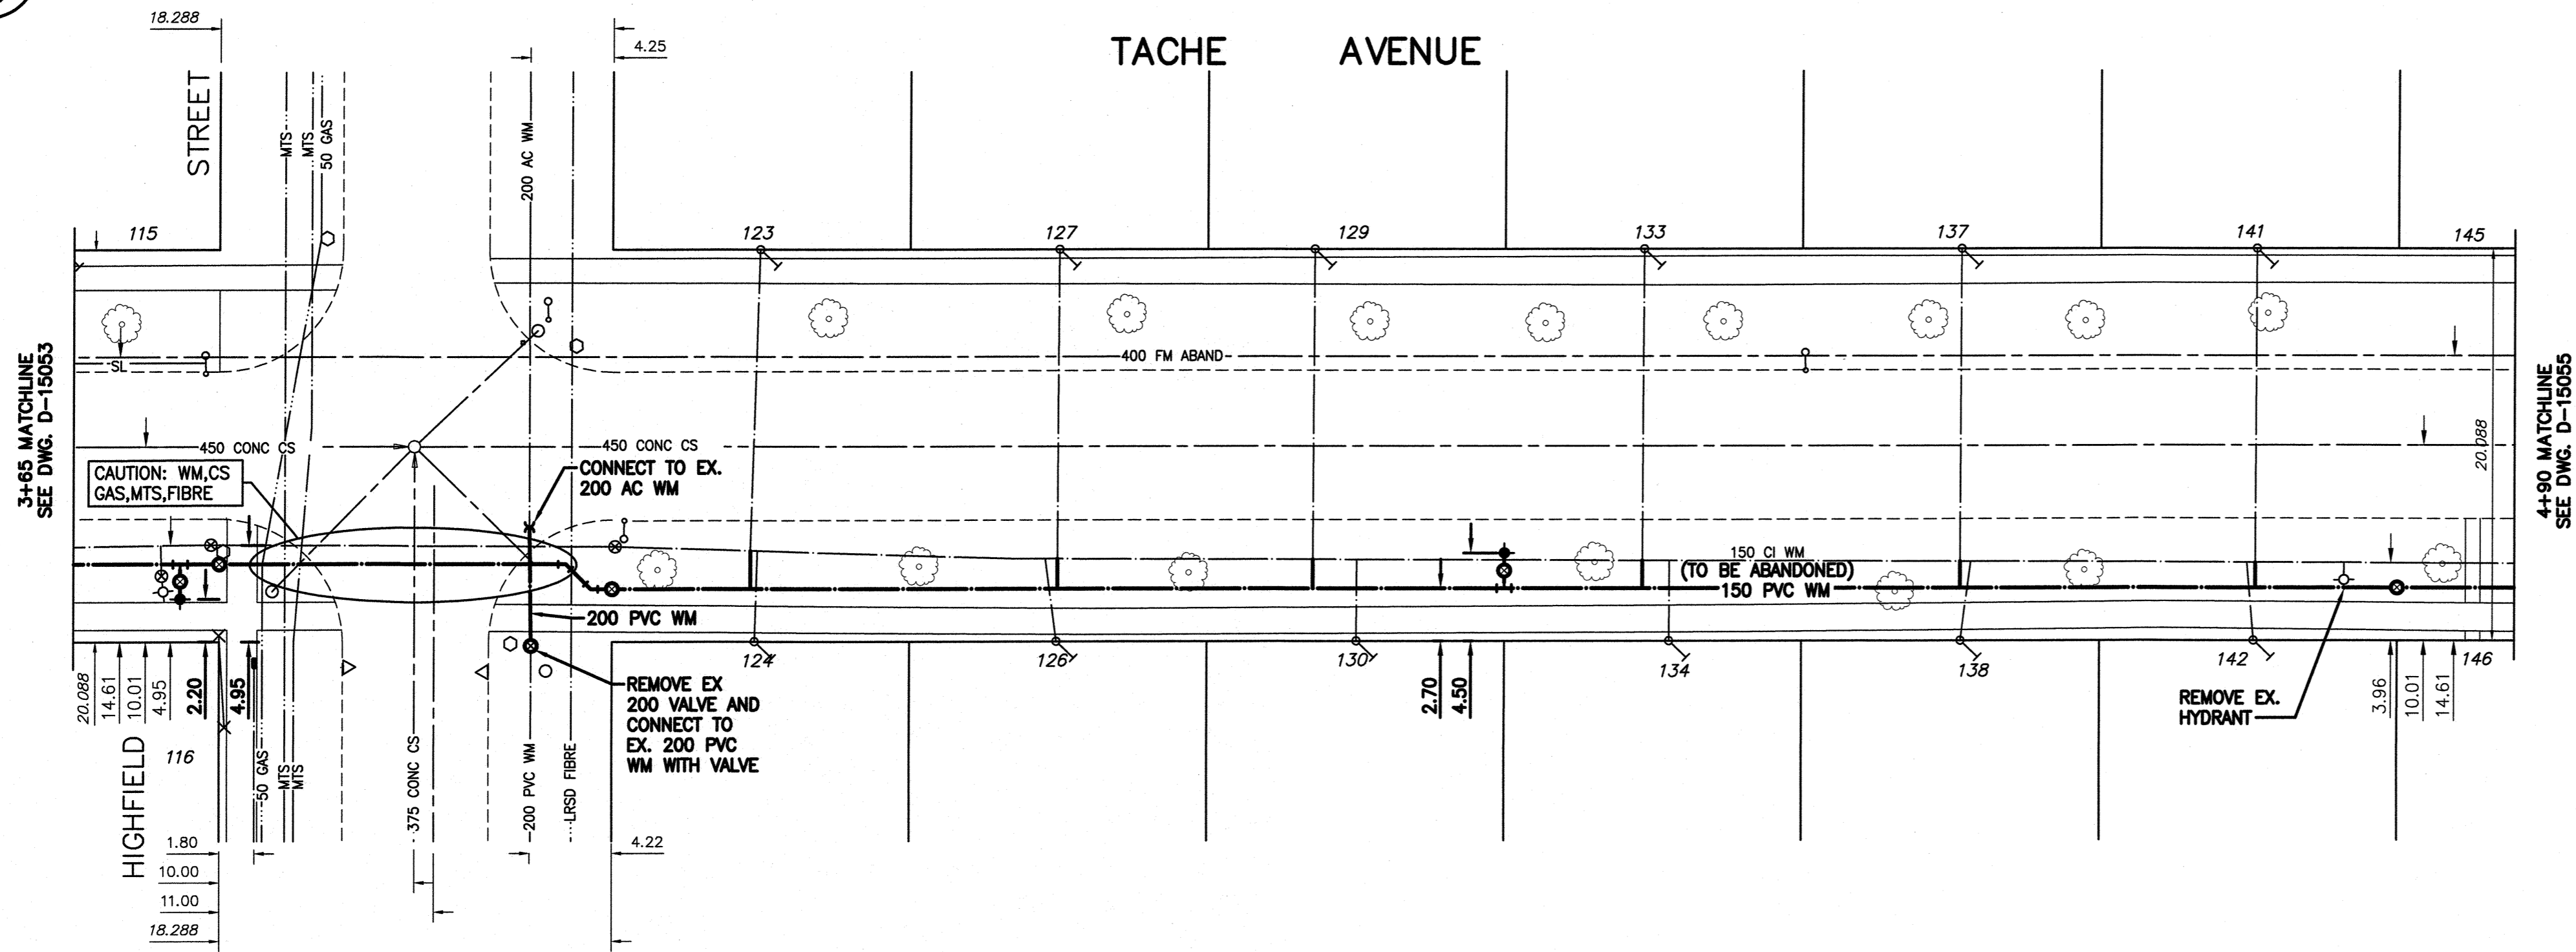 18.288
4.25
TACHE AVENUE
STREET
MTS
MTS
50 GAS
200 AC WM
115
123
127
129
133
137
141
145
3+65 MATCHLINE
SEE DWG. D-15053
SL
400 FM ABAND
4+90 MATCHLINE
SEE DWG. D-15055
450 CONC CS
450 CONC CS
20.088
CAUTION: WM,CS
GAS,MTS,FIBRE
CONNECT TO EX.
200 AC WM
150 CI WM
(TO BE ABANDONED)
150 PVC WM
200 PVC WM
124
126
130
134
138
142
146
20.088
14.61
10.01
4.95
2.20
4.95
REMOVE EX
200 VALVE AND
CONNECT TO
EX. 200 PVC
WM WITH VALVE
2.70
4.50
REMOVE EX.
HYDRANT
3.96
10.01
14.61
HIGHFIELD
116
50 GAS
MTS
MTS
375 CONC CS
200 PVC WM
LRSD FIBRE
1.80
4.22
10.00
11.00
18.288